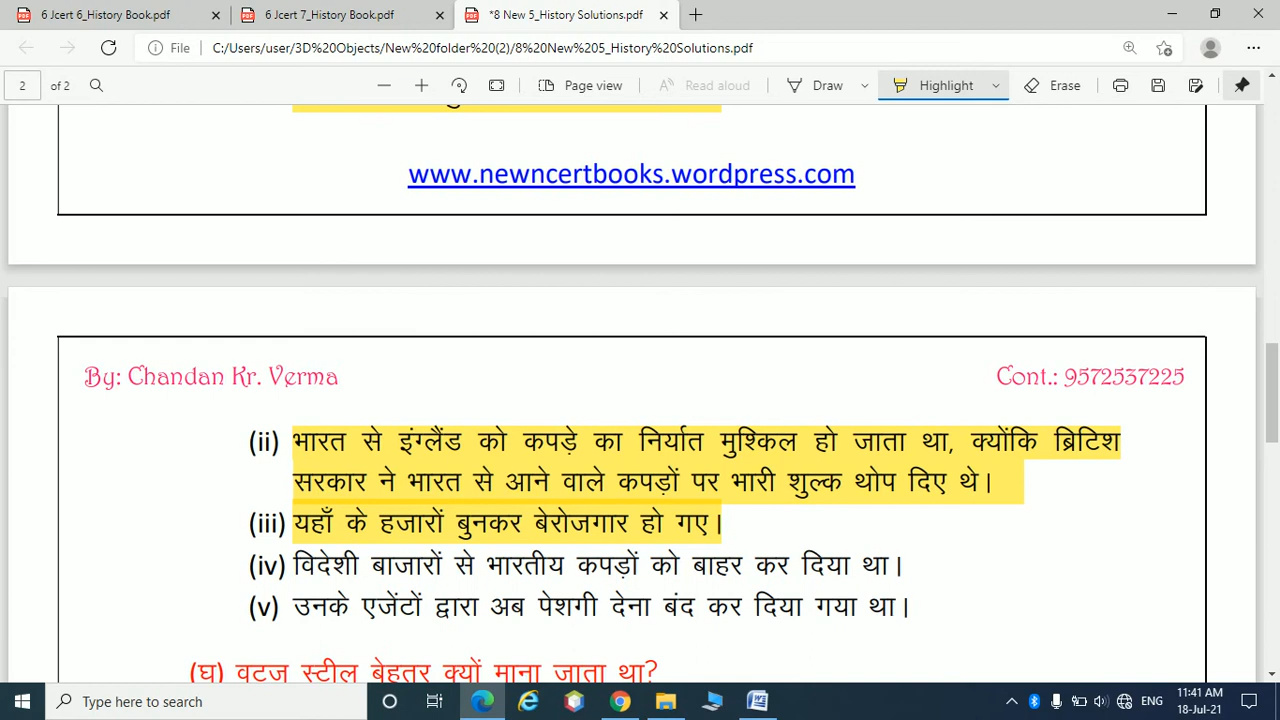 6 Jcert 6_History Book.pdf
6 Jcert 7_History Book.pdf
*8 New 5_History Solutions.pdf
File
C:/Users/user/3D%20Objects/New%20folder%20(2)/8%20New%205_History%20Solutions.pdf
2 of 2
Page view
Read aloud
Draw
Highlight
Erase
www.newncertbooks.wordpress.com
By: Chandan Kr. Verma
Cont.: 9572537225
(ii) भारत से इंग्लैंड को कपड़े का निर्यात मुश्किल हो जाता था, क्योंकि ब्रिटिश
सरकार ने भारत से आने वाले कपड़ों पर भारी शुल्क थोप दिए थे।
(iii) यहाँ के हजारों बुनकर बेरोजगार हो गए।
(iv) विदेशी बाजारों से भारतीय कपड़ों को बाहर कर दिया था।
(v) उनके एजेंटों द्वारा अब पेशगी देना बंद कर दिया गया था।
(घ) वटज स्टील बेहतर क्यों माना जाता था?
Type here to search
ENG
11:41 AM
18-Jul-21